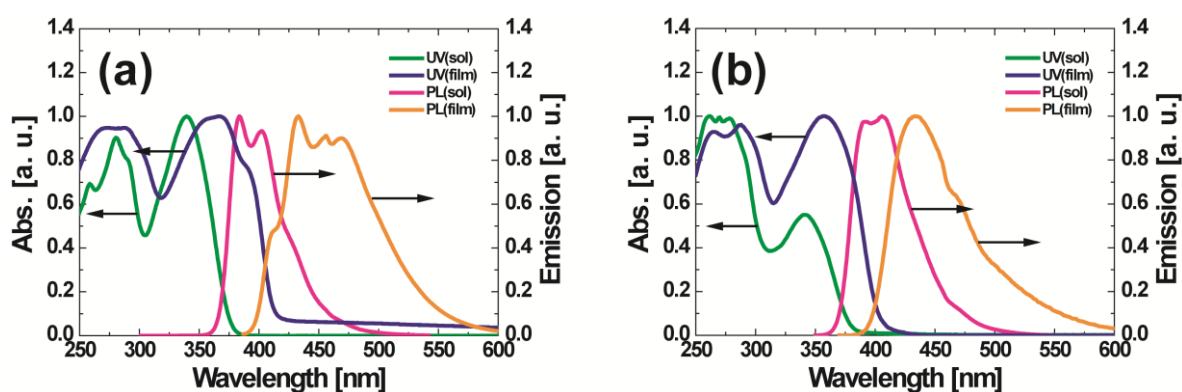 (a)
UV(sol)
UV(film)
PL(sol)
PL(film)
Abs. [a. u.]
1.4
1.2
1.0
0.8
0.6
0.4
0.2
0.0
Emission [a. u.]
1.4
1.2
1.0
0.8
0.6
0.4
0.2
0.0
250 300 350 400 450 500 550 600
Wavelength [nm]
(b)
UV(sol)
UV(film)
PL(sol)
PL(film)
Abs. [a. u.]
1.4
1.2
1.0
0.8
0.6
0.4
0.2
0.0
Emission [a. u.]
1.4
1.2
1.0
0.8
0.6
0.4
0.2
0.0
250 300 350 400 450 500 550 600
Wavelength [nm]